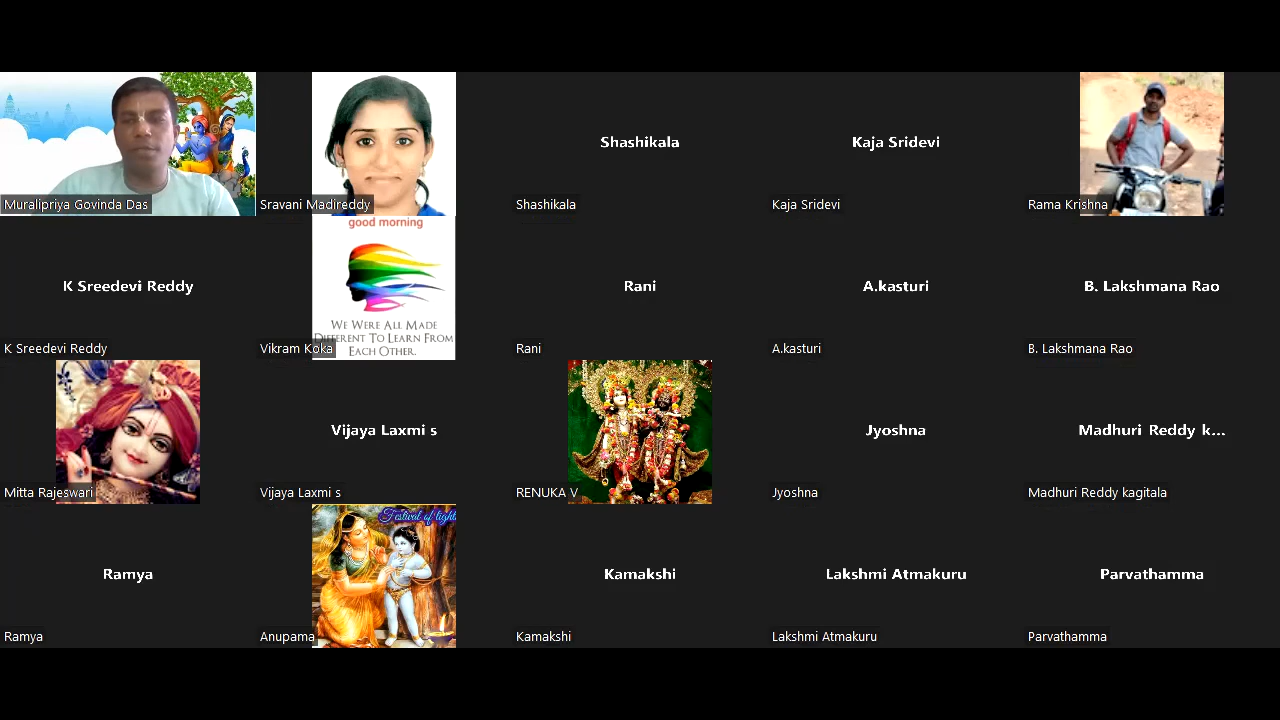 Shashikala
Kaja Sridevi
Muralipriya Govinda Das
Sravani Madireddy
Shashikala
Kaja Sridevi
Rama Krishna
good morning
K Sreedevi Reddy
Rani
A.kasturi
B. Lakshmana Rao
WE WERE ALL MADE
DIFFERENT TO LEARN FROM
EACH OTHER.
K Sreedevi Reddy
Vikram Koka
Rani
A.kasturi
B. Lakshmana Rao
Vijaya Laxmi s
Jyoshna
Madhuri Reddy k...
Mitta Rajeswari
Vijaya Laxmi s
RENUKA V
Jyoshna
Madhuri Reddy kagitala
Festival of light
Ramya
Kamakshi
Lakshmi Atmakuru
Parvathamma
Ramya
Anupama
Kamakshi
Lakshmi Atmakuru
Parvathamma